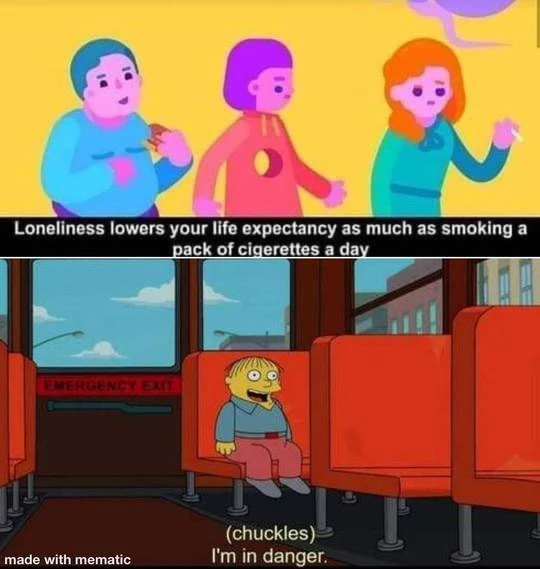 Loneliness lowers your life expectancy as much as smoking a
pack of cigerettes a day
EMERGENCY EXIT
(chuckles)
I'm in danger.
made with mematic